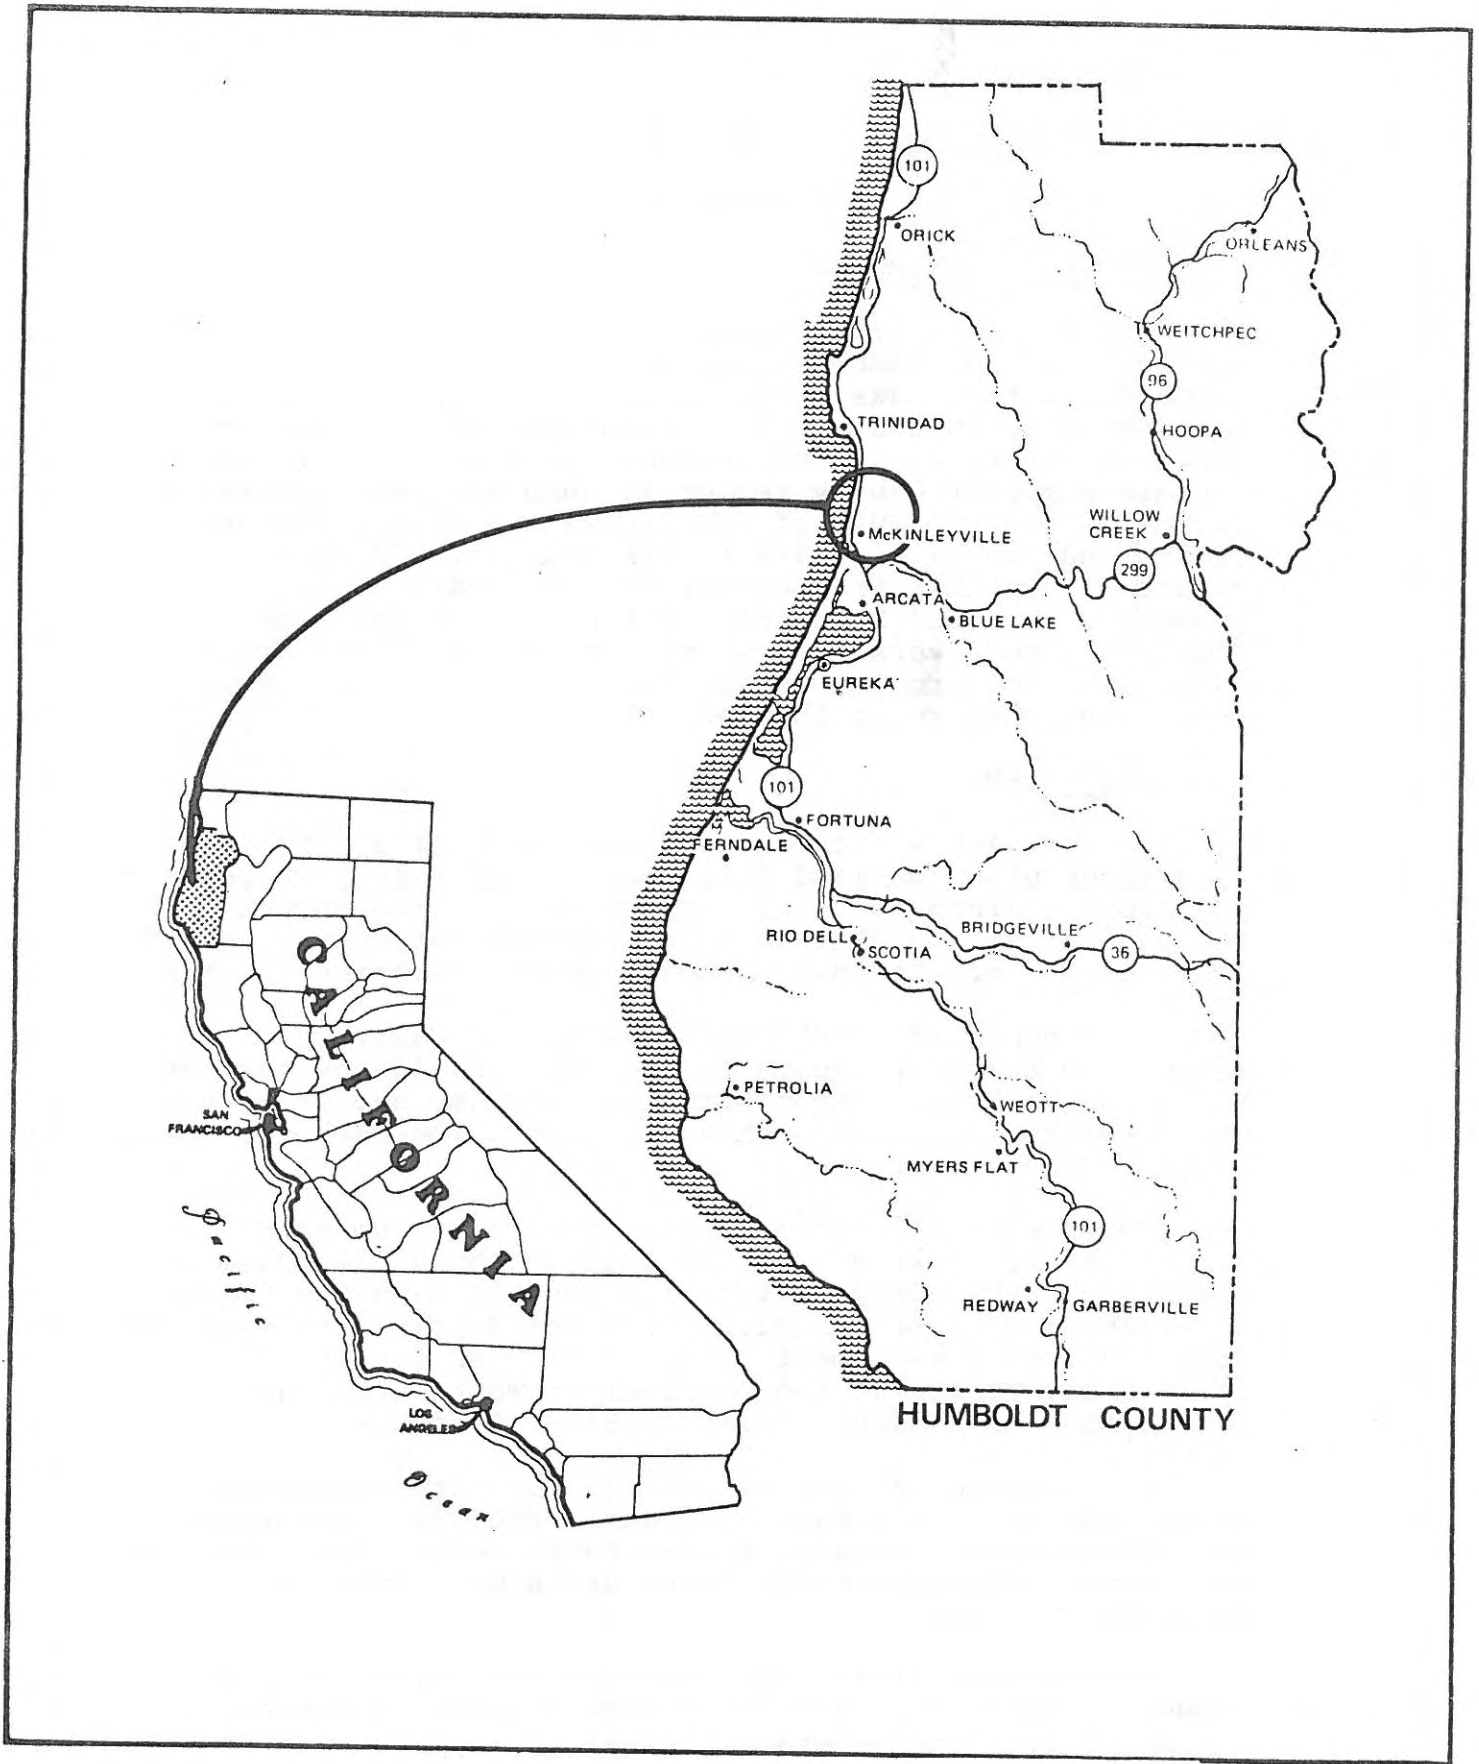 101
ORICK
ORLEANS
WEITCHPEC
96
TRINIDAD
HOOPA
WILLOW
CREEK
McKINLEYVILLE
299
ARCATA
BLUE LAKE
EUREKA
101
FORTUNA
FERNDALE
BRIDGEVILLE
RIO DELL
SCOTIA
36
PETROLIA
WEOTT
MYERS FLAT
101
REDWAY
GARBERVILLE
HUMBOLDT COUNTY
CALIFORNIA
SAN
FRANCISCO
Pacific
LOS
ANGELES
Ocean